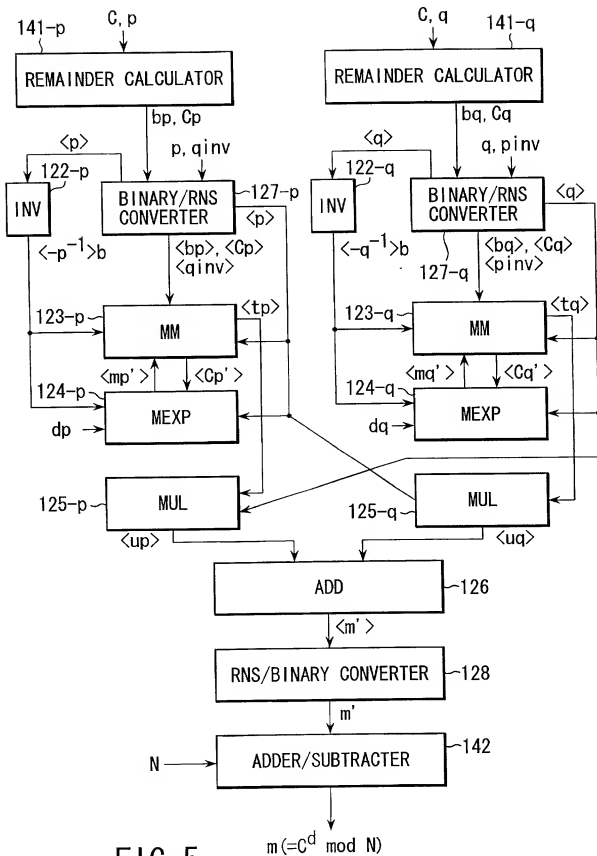 C, p
141-p
REMAINDER CALCULATOR
bp, Cp
<p>
p, qinv
122-p
INV
BINARY/RNS
CONVERTER
127-p
<p>
<-p⁻¹>b
<bp>, <Cp>
<qinv>
<tp>
123-p
MM
<mp'>
<Cp'>
124-p
MEXP
dp
125-p
MUL
<up>
C, q
141-q
REMAINDER CALCULATOR
bq, Cq
<q>
q, pinv
122-q
INV
BINARY/RNS
CONVERTER
<q>
127-q
<-q⁻¹>b
<bq>, <Cq>
<pinv>
<tq>
123-q
MM
<mq'>
<Cq'>
124-q
MEXP
dq
125-q
MUL
<uq>
ADD
126
<m'>
RNS/BINARY CONVERTER
128
m'
N
ADDER/SUBTRACTER
142
m(=Cᵈ mod N)
FIG. 5